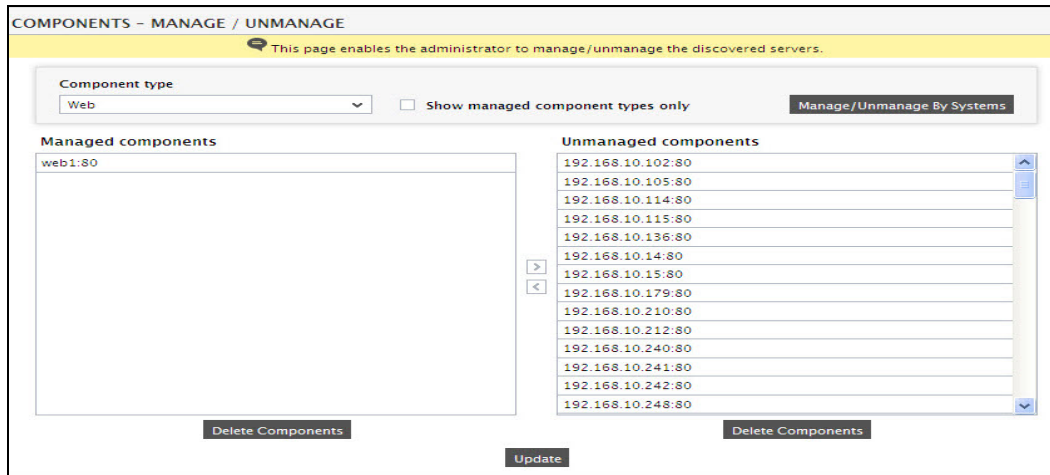 COMPONENTS - MANAGE / UNMANAGE
This page enables the administrator to manage/unmanage the discovered servers.
Component type
Web
Show managed component types only
Manage/Unmanage By Systems
Managed components
web1:80
Unmanaged components
192.168.10.102:80
192.168.10.105:80
192.168.10.114:80
192.168.10.115:80
192.168.10.136:80
192.168.10.14:80
192.168.10.15:80
192.168.10.179:80
192.168.10.210:80
192.168.10.212:80
192.168.10.240:80
192.168.10.241:80
192.168.10.242:80
192.168.10.248:80
>
<
Delete Components
Delete Components
Update